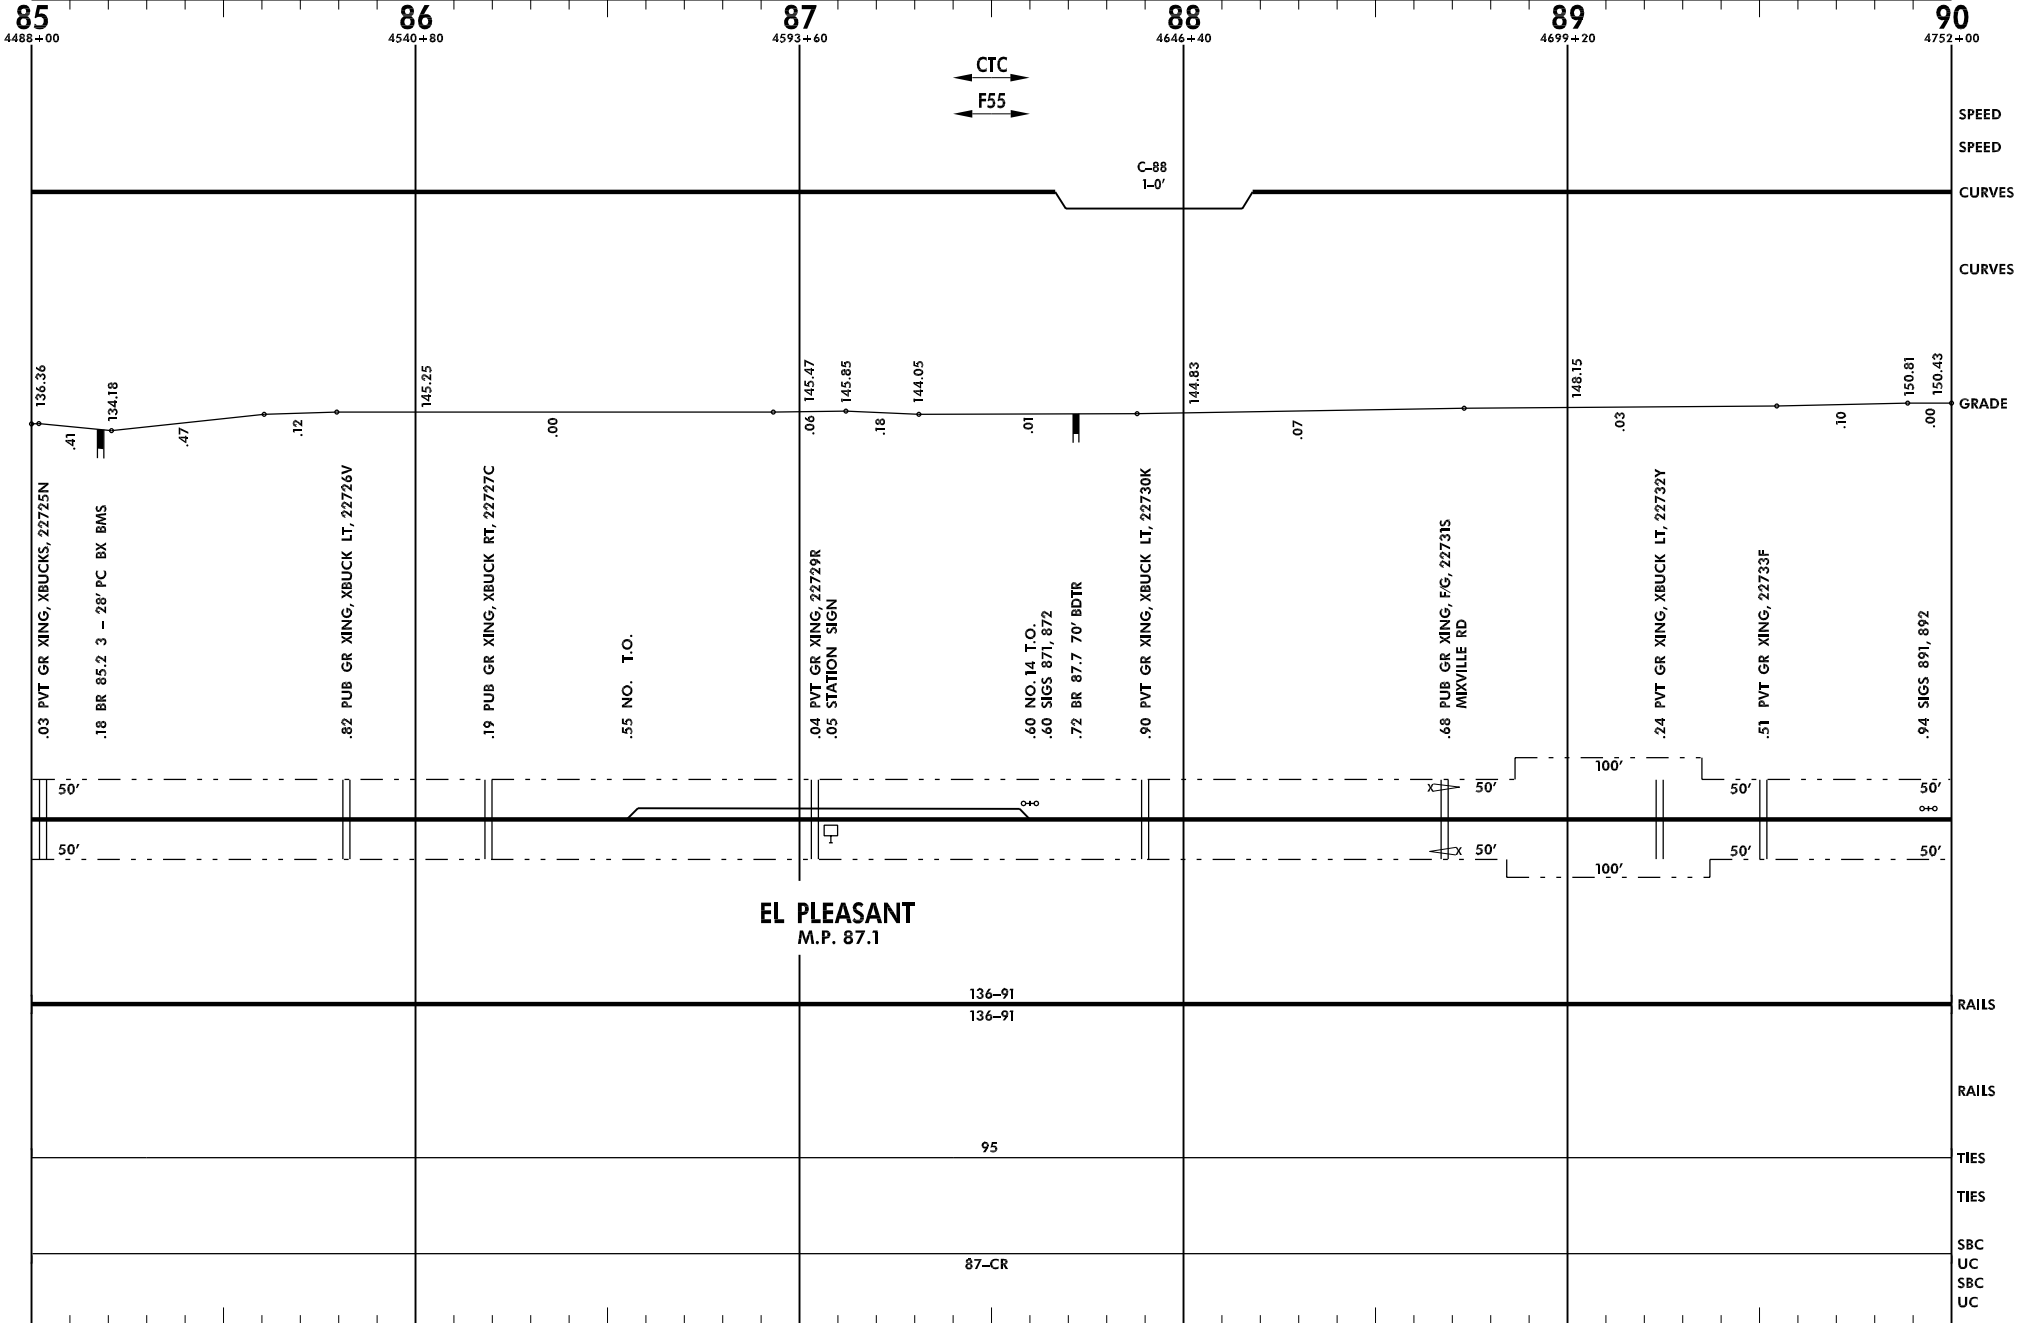 85 86 87 88 89 90
4488+00 4540+80 4593+60 4646+40 4699+20 4752+00
CTC
F55
SPEED
SPEED
C-88
1-0'
CURVES
CURVES
136.36 134.18 145.25 145.47 145.85 144.05 144.83 148.15 150.81 150.43
GRADE
.41 .47 .12 .00 .06 .18 .01 .07 .03 .10 .00
.03 PVT GR XING, XBUCKS, 22725N
.18 BR 85.2 3 - 28' PC BX BMS
.82 PUB GR XING, XBUCK LT, 22726V
.19 PUB GR XING, XBUCK RT, 22727C
.55 NO. T.O.
.04 PVT GR XING, 22729R
.05 STATION SIGN
.60 NO. 14 T.O.
.60 SIGS 871, 872
.72 BR 87.7 70' BDTR
.90 PVT GR XING, XBUCK LT, 22730K
.68 PUB GR XING, F/G, 22731S
MIXVILLE RD
.24 PVT GR XING, XBUCK LT, 22732Y
.51 PVT GR XING, 22733F
.94 SIGS 891, 892
100'
50' X 50' 50' 50'
50' X 50' 50' 50'
100'
EL PLEASANT
M.P. 87.1
136-91
RAILS
136-91
RAILS
95
TIES
TIES
SBC
87-CR
UC
SBC
UC